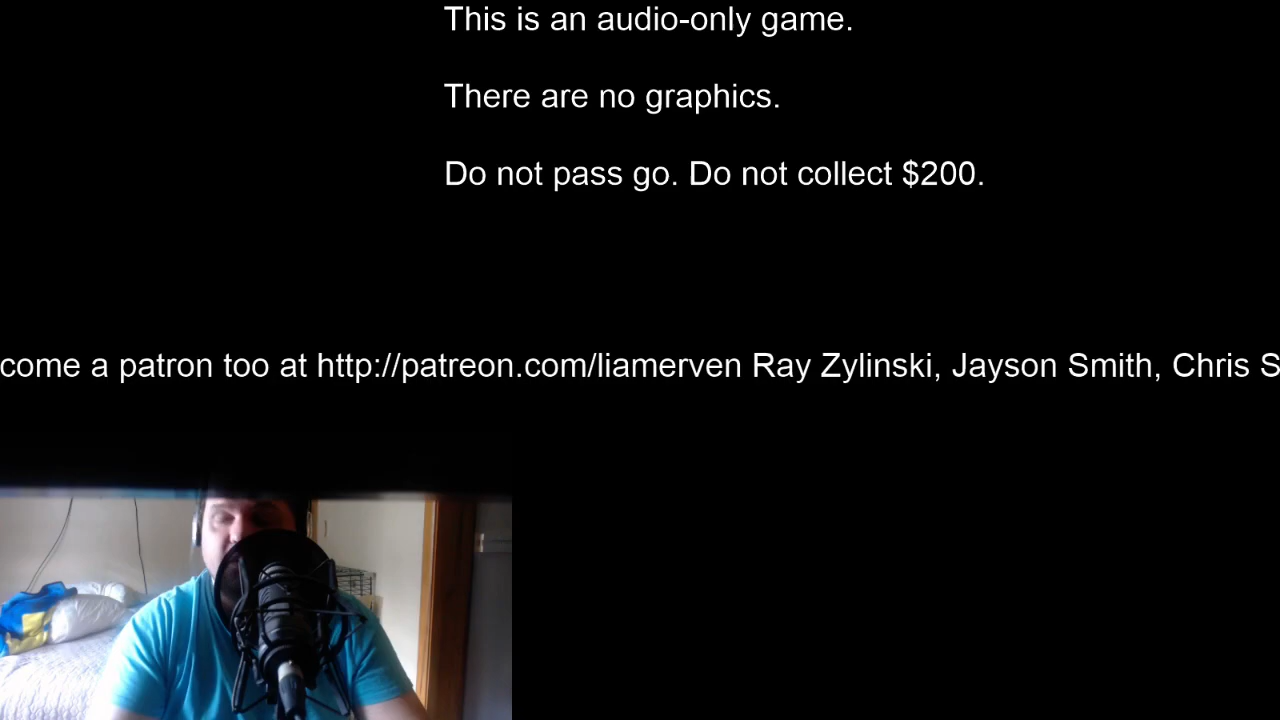 This is an audio-only game.
There are no graphics.
Do not pass go. Do not collect $200.
come a patron too at http://patreon.com/liamerven Ray Zylinski, Jayson Smith, Chris S